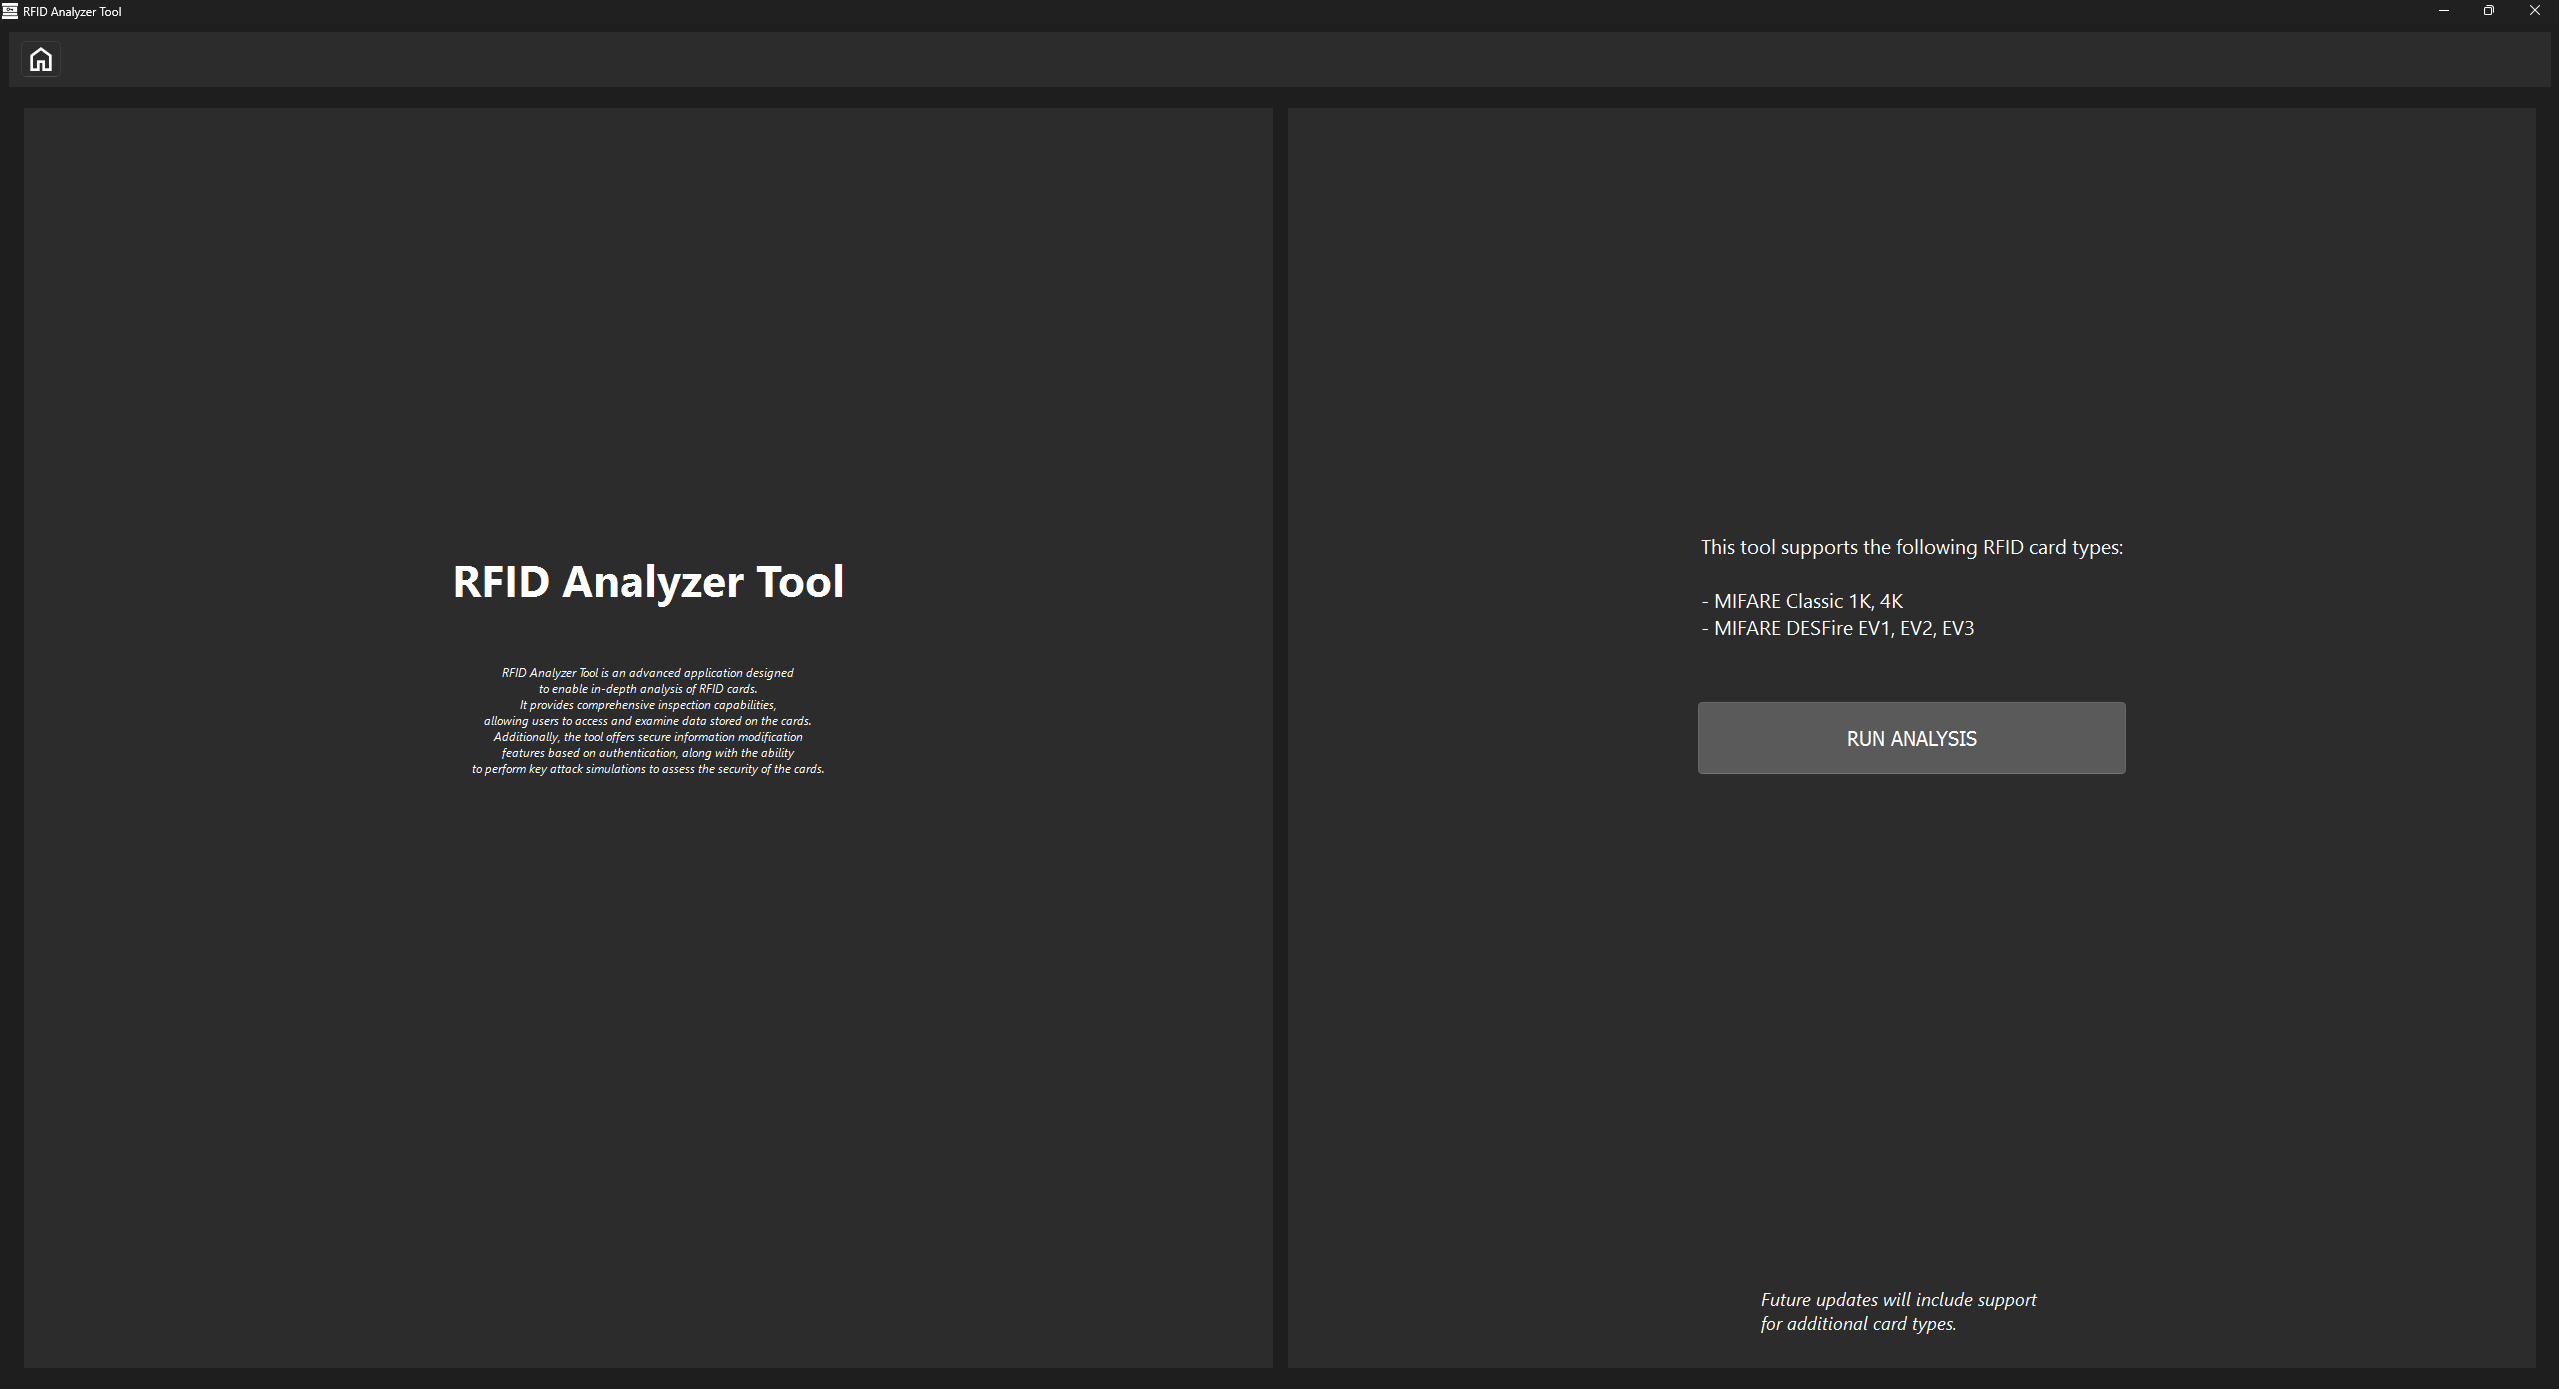 RFID Analyzer Tool
RFID Analyzer Tool
RFID Analyzer Tool is an advanced application designed
to enable in-depth analysis of RFID cards.
It provides comprehensive inspection capabilities,
allowing users to access and examine data stored on the cards.
Additionally, the tool offers secure information modification
features based on authentication, along with the ability
to perform key attack simulations to assess the security of the cards.
This tool supports the following RFID card types:
- MIFARE Classic 1K, 4K
- MIFARE DESFire EV1, EV2, EV3
RUN ANALYSIS
Future updates will include support
for additional card types.